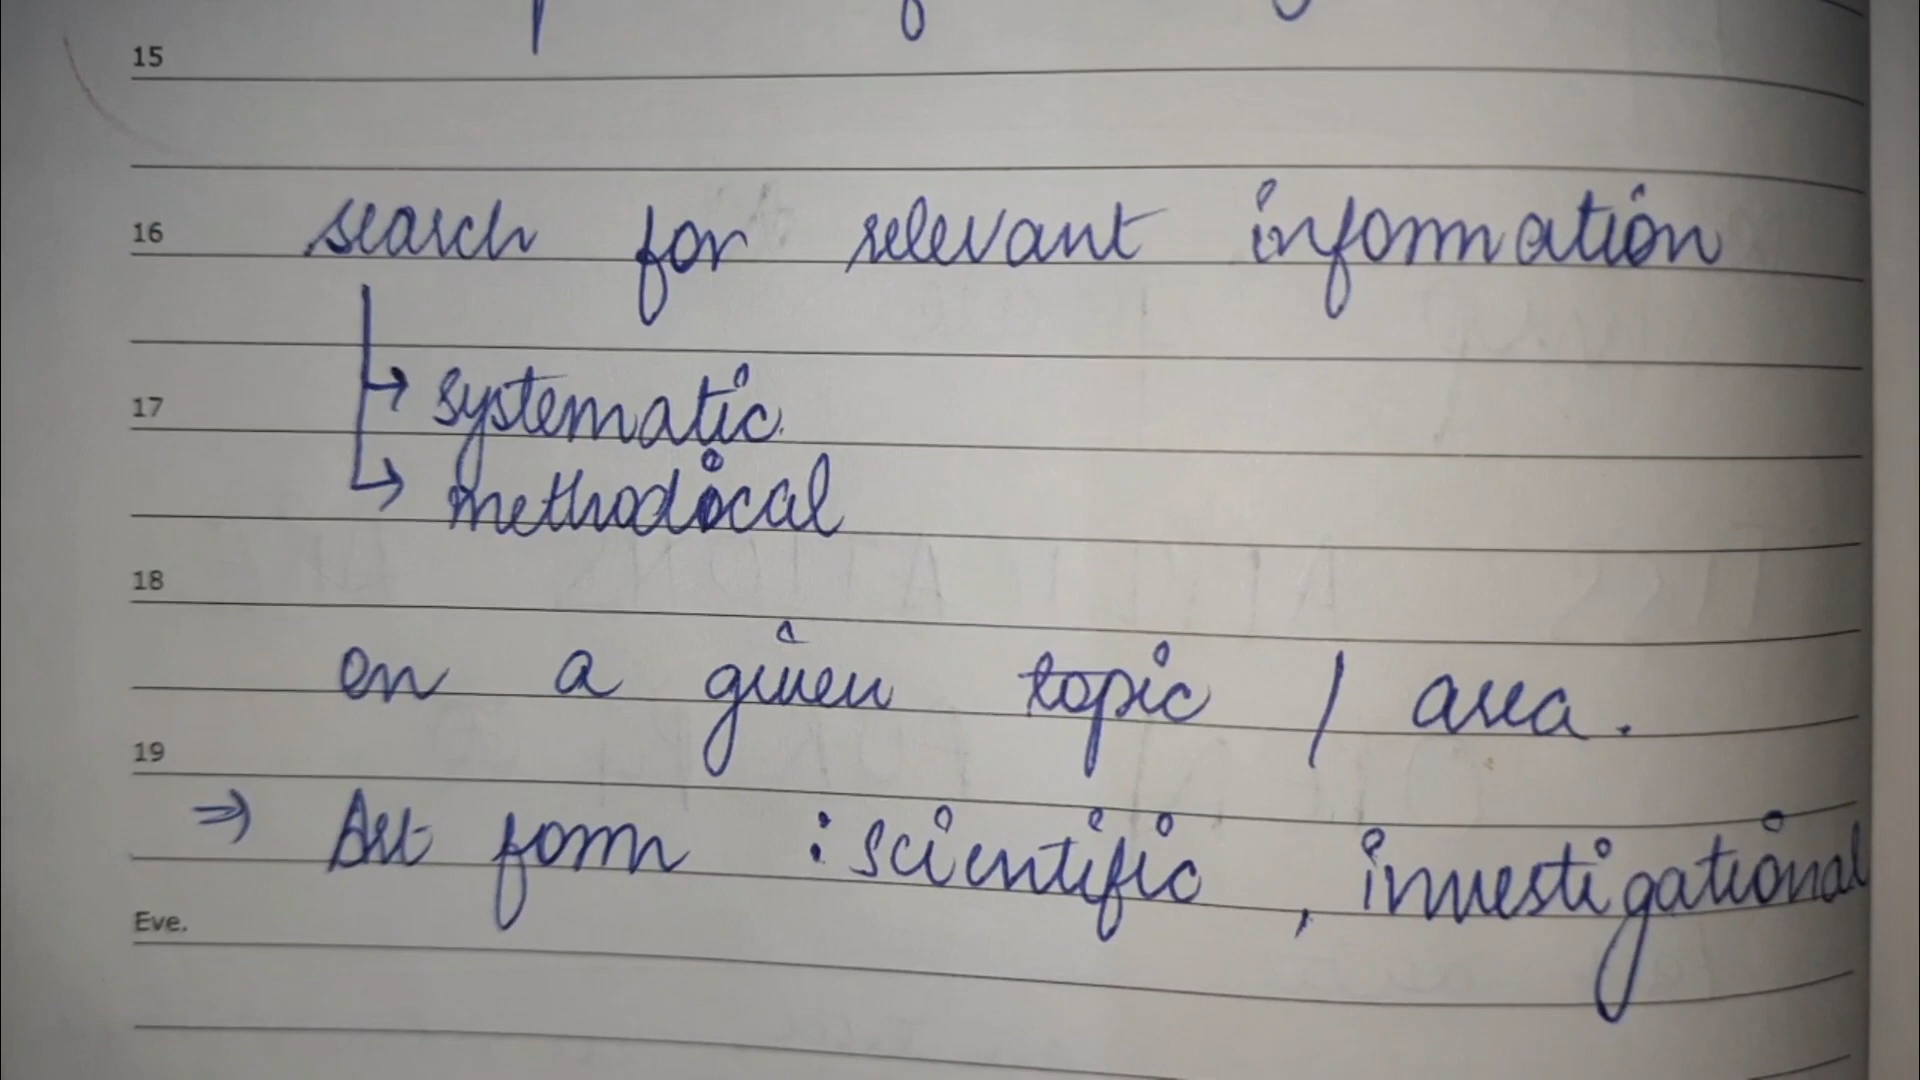 15
16 search for relevant information
↳ systematic.
17
↳ methodical
18
on a given topic / area.
19
⇒ Art form : scientific , investigational
Eve.